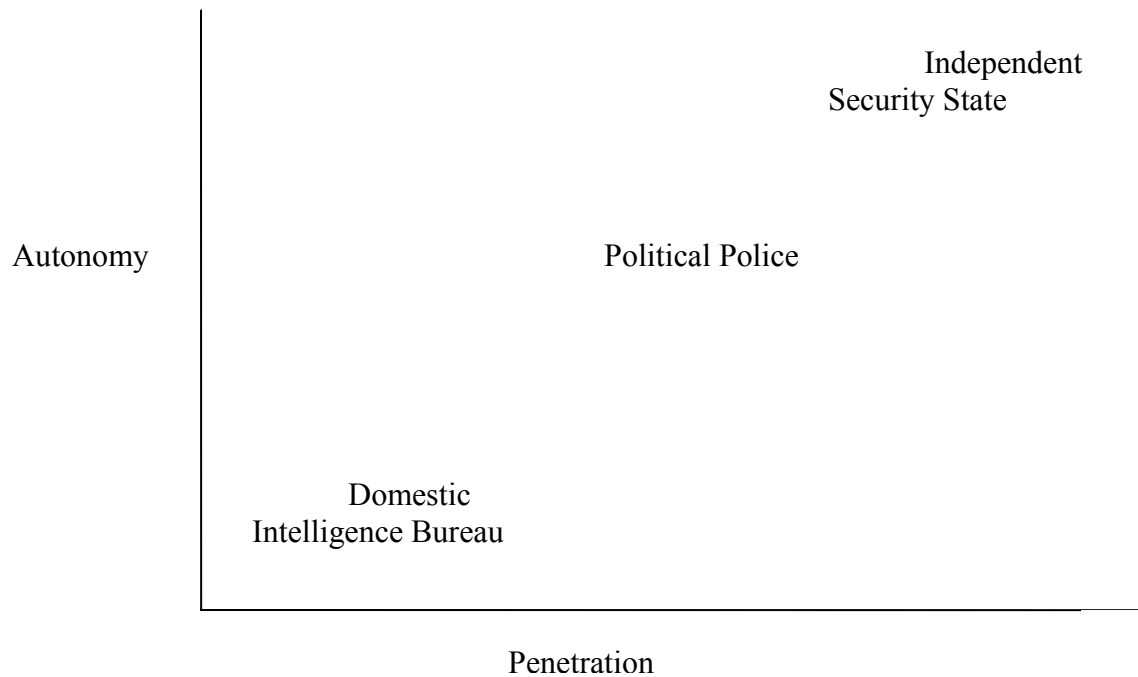 Independent
Security State
Autonomy
Political Police
Domestic
Intelligence Bureau
Penetration